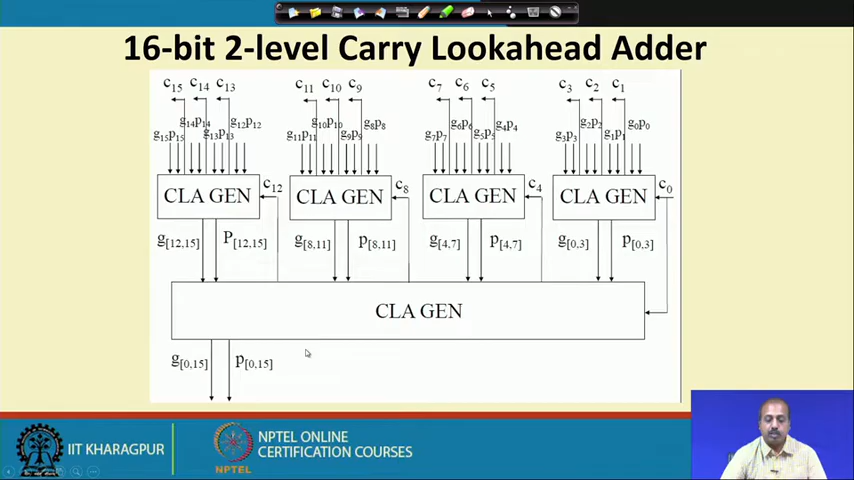 16-bit 2-level Carry Lookahead Adder
c15 c14 c13 c11 c10 c9 c7 c6 c5 c3 c2 c1
g15p15 g14p14 g13p13 g12p12 g11p11 g10p10 g9p9 g8p8 g7p7 g6p6 g5p5 g4p4 g3p3 g2p2 g1p1 g0p0
CLA GEN c12 CLA GEN c8 CLA GEN c4 CLA GEN c0
g[12,15] P[12,15] g[8,11] p[8,11] g[4,7] p[4,7] g[0,3] p[0,3]
CLA GEN
g[0,15] p[0,15]
IIT KHARAGPUR
NPTEL
NPTEL ONLINE
CERTIFICATION COURSES